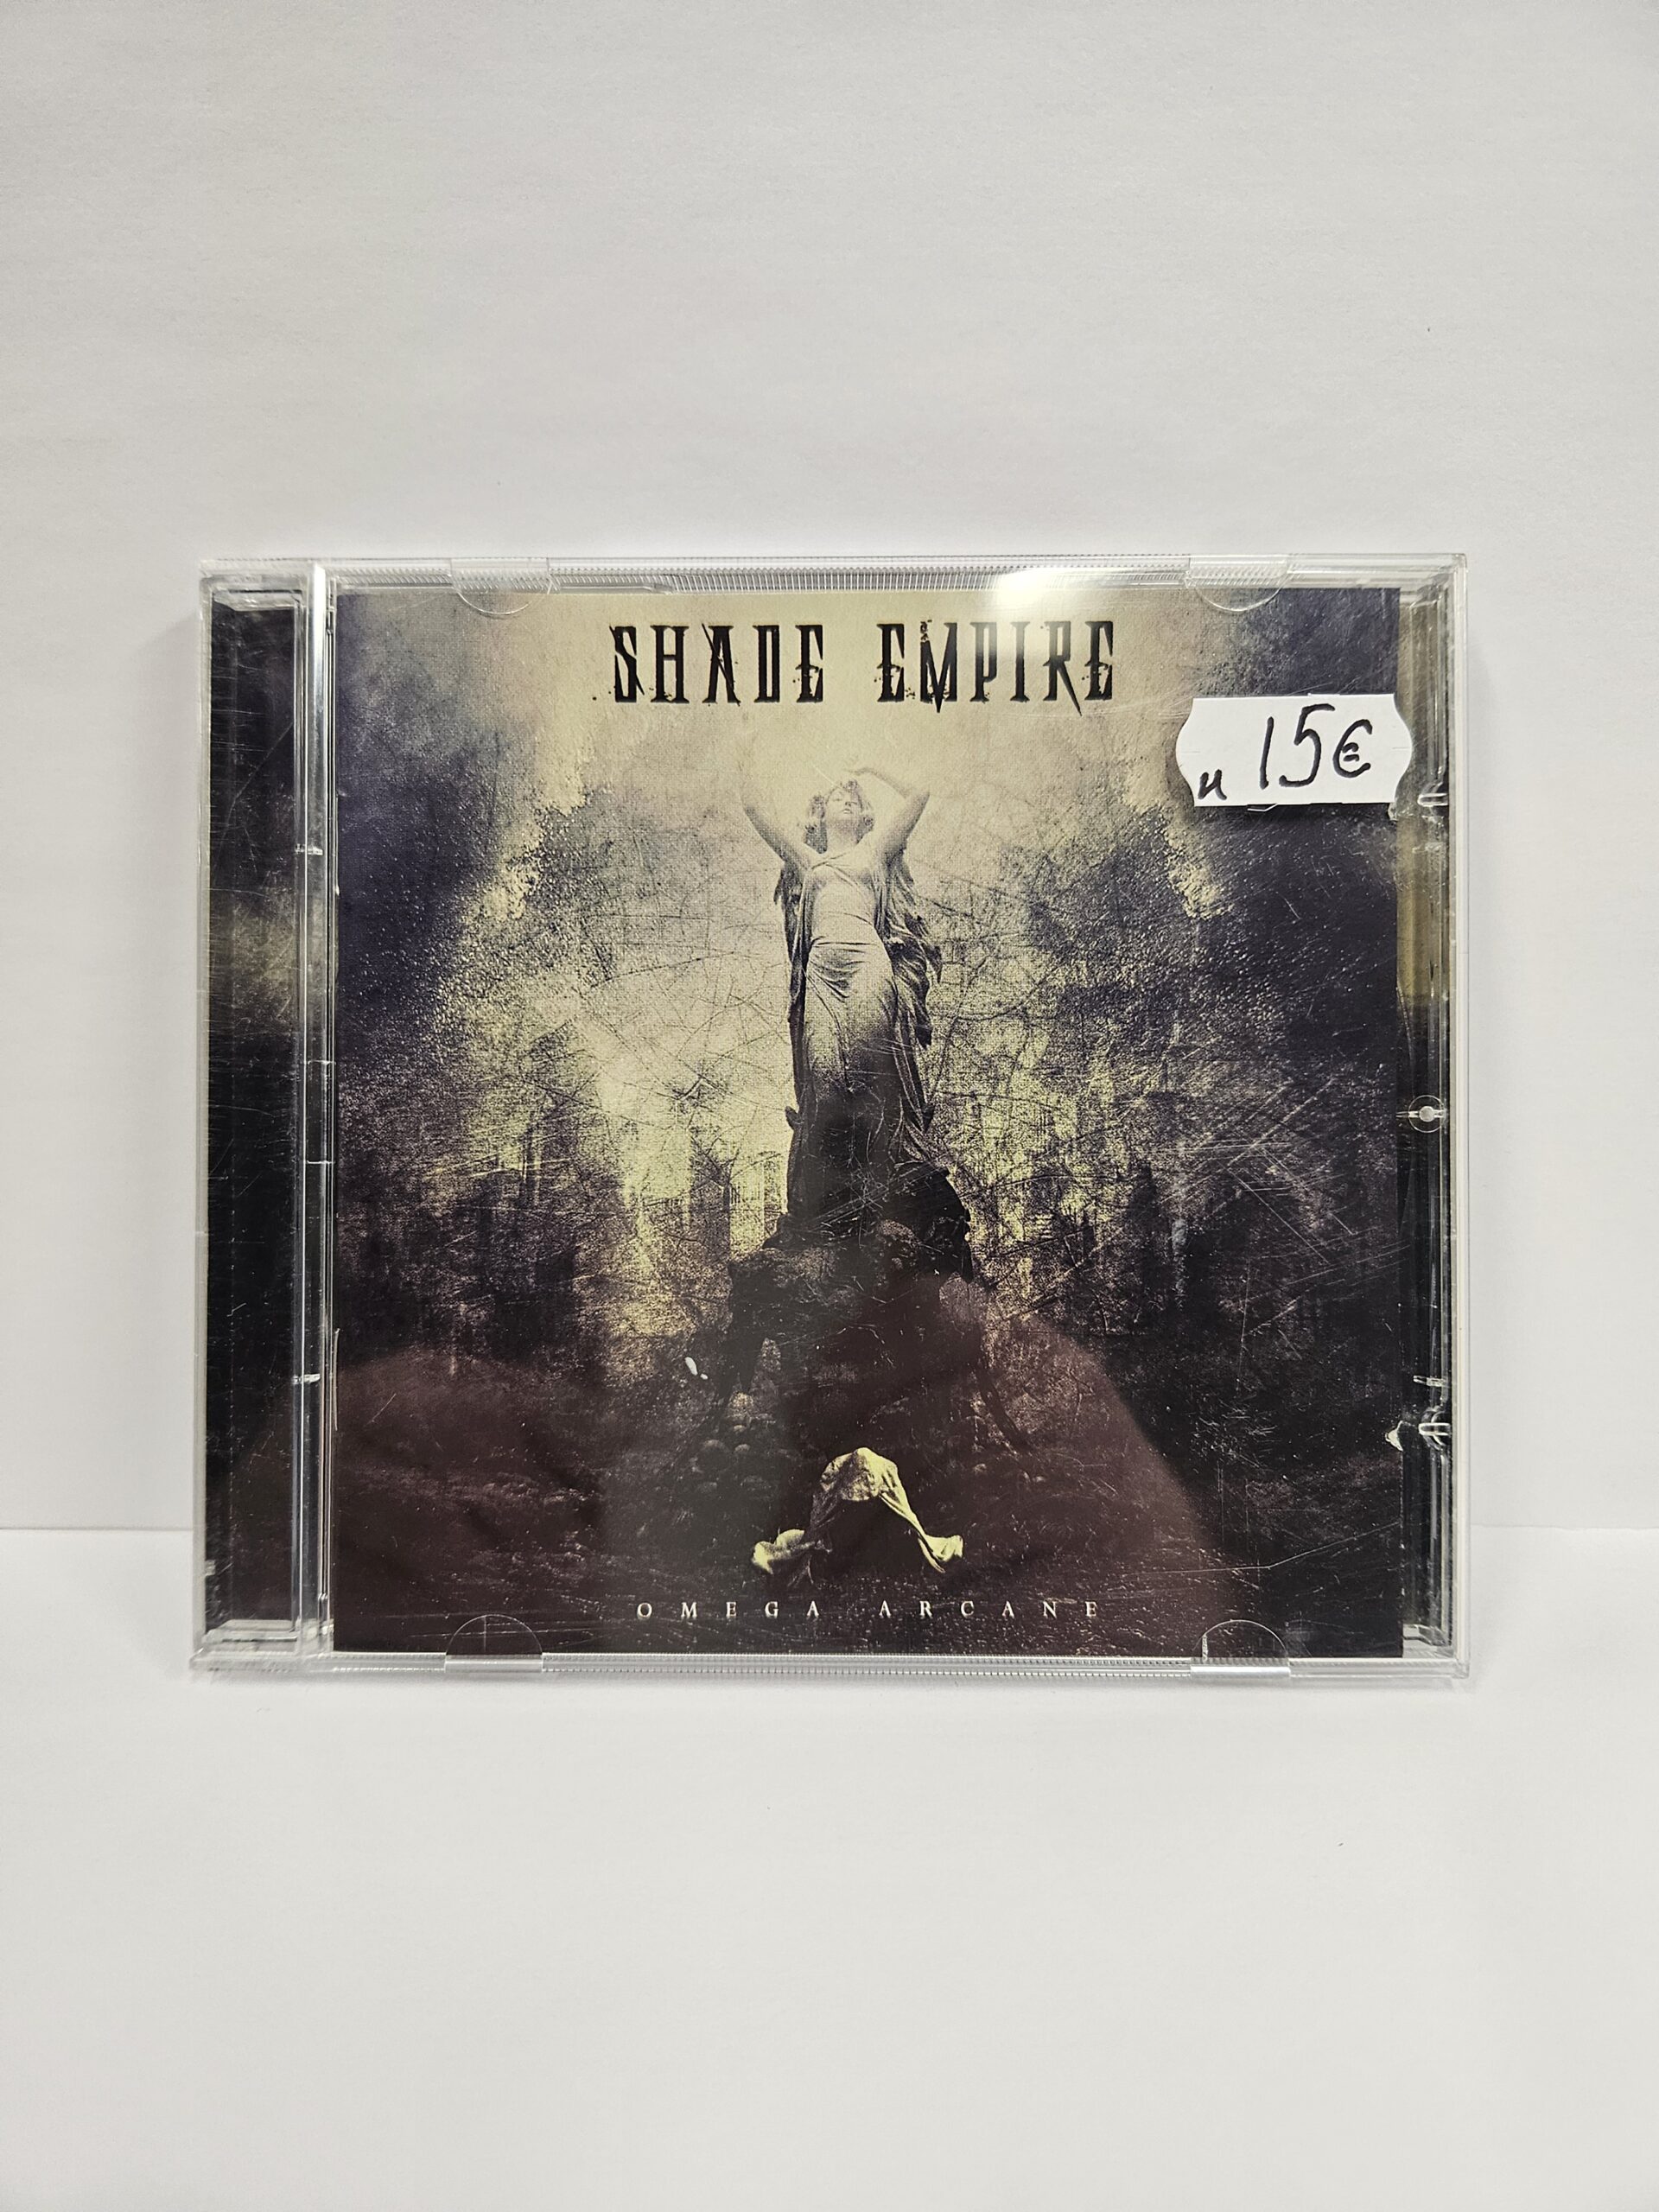 SHADE EMPIRE
и 15€
OMEGA ARCANE